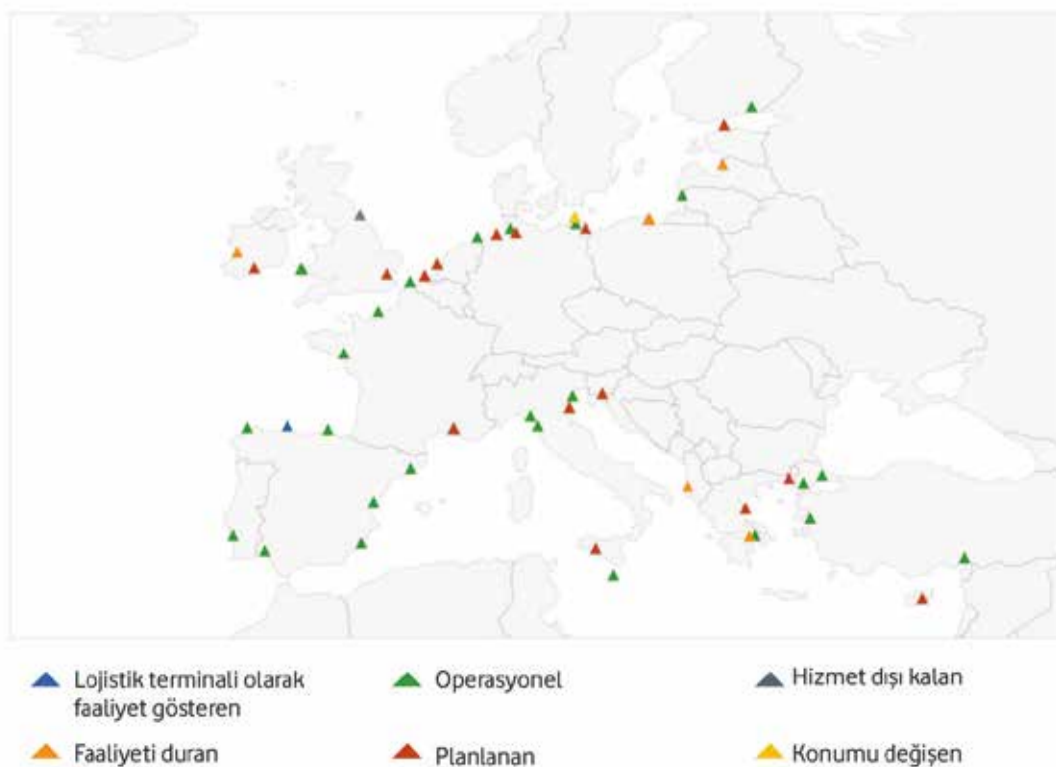 Lojistik terminali olarak
faaliyet gösteren
Operasyonel
Hizmet dışı kalan
Faaliyeti duran
Planlanan
Konumu değişen